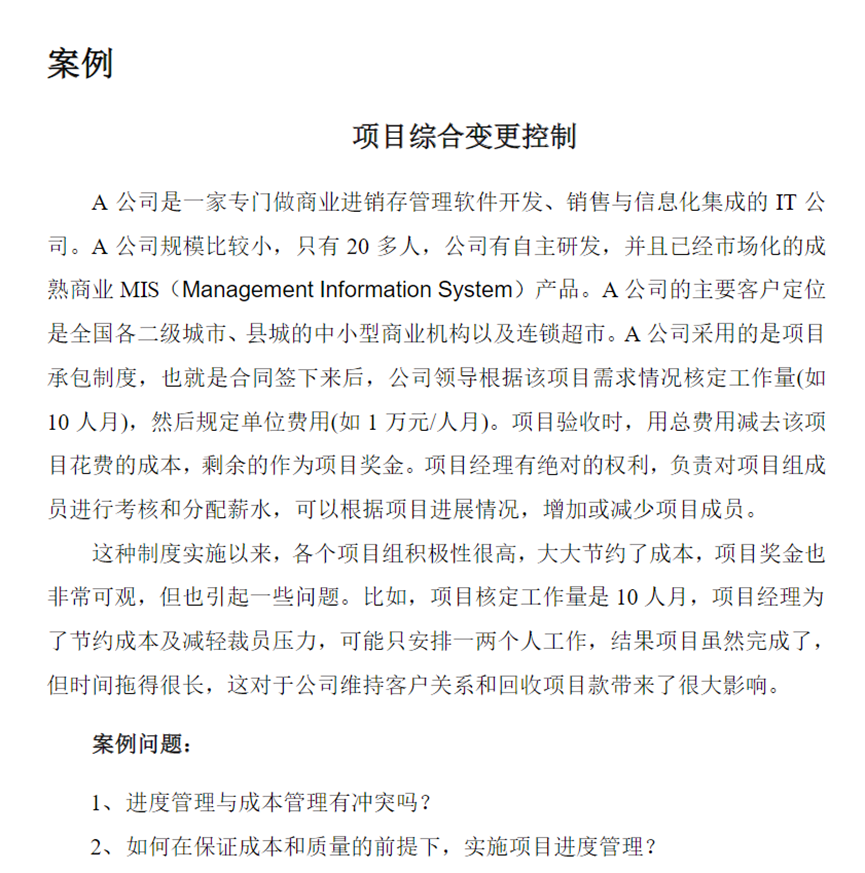 案例
项目综合变更控制
A 公司是一家专门做商业进销存管理软件开发、销售与信息化集成的 IT 公
司。A 公司规模比较小，只有 20 多人，公司有自主研发，并且已经市场化的成
熟商业 MIS（Management Information System）产品。A 公司的主要客户定位
是全国各二级城市、县城的中小型商业机构以及连锁超市。A 公司采用的是项目
承包制度，也就是合同签下来后，公司领导根据该项目需求情况核定工作量(如
10 人月)，然后规定单位费用(如 1 万元/人月)。项目验收时，用总费用减去该项
目花费的成本，剩余的作为项目奖金。项目经理有绝对的权利，负责对项目组成
员进行考核和分配薪水，可以根据项目进展情况，增加或减少项目成员。
这种制度实施以来，各个项目组积极性很高，大大节约了成本，项目奖金也
非常可观，但也引起一些问题。比如，项目核定工作量是 10 人月，项目经理为
了节约成本及减轻裁员压力，可能只安排一两个人工作，结果项目虽然完成了，
但时间拖得很长，这对于公司维持客户关系和回收项目款带来了很大影响。
案例问题：
1、进度管理与成本管理有冲突吗？
2、如何在保证成本和质量的前提下，实施项目进度管理？